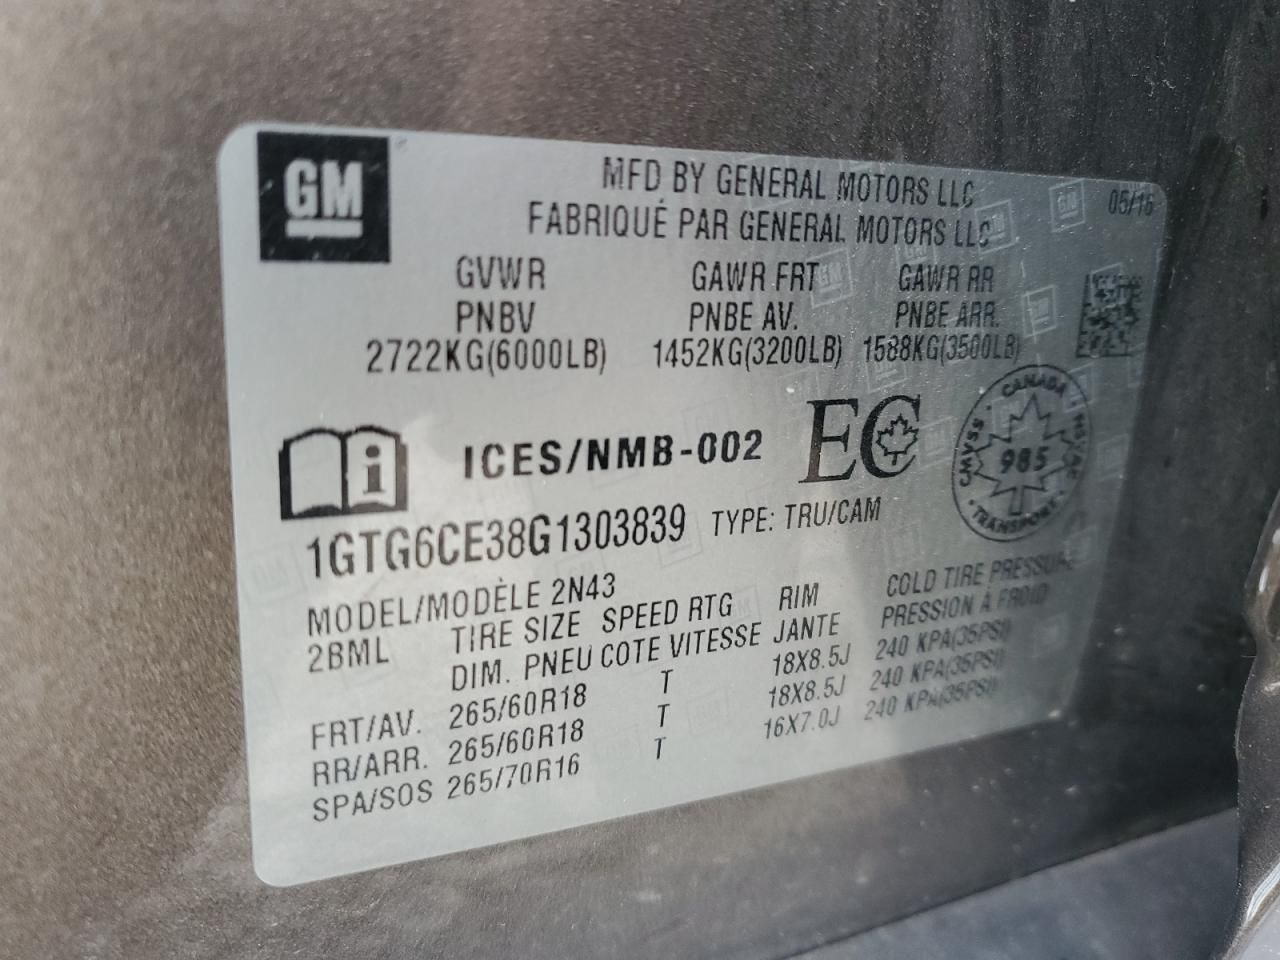 GM
MFD BY GENERAL MOTORS LLC 05/16
FABRIQUÉ PAR GENERAL MOTORS LLC
GVWR GAWR FRT GAWR RR
PNBV PNBE AV. PNBE ARR.
2722KG(6000LB) 1452KG(3200LB) 1588KG(3500LB)
i ICES/NMB-002 EC
CANADA NSVAC TRANSPORT CMVSS 985
1GTG6CE38G1303839 TYPE: TRU/CAM
MODEL/MODÈLE 2N43
2BML TIRE SIZE SPEED RTG RIM COLD TIRE PRESSURE
DIM. PNEU COTE VITESSE JANTE PRESSION À FROID
FRT/AV. 265/60R18 T 18X8.5J 240 KPA(35PSI)
RR/ARR. 265/60R18 T 18X8.5J 240 KPA(35PSI)
SPA/SOS 265/70R16 T 16X7.0J 240 KPA(35PSI)